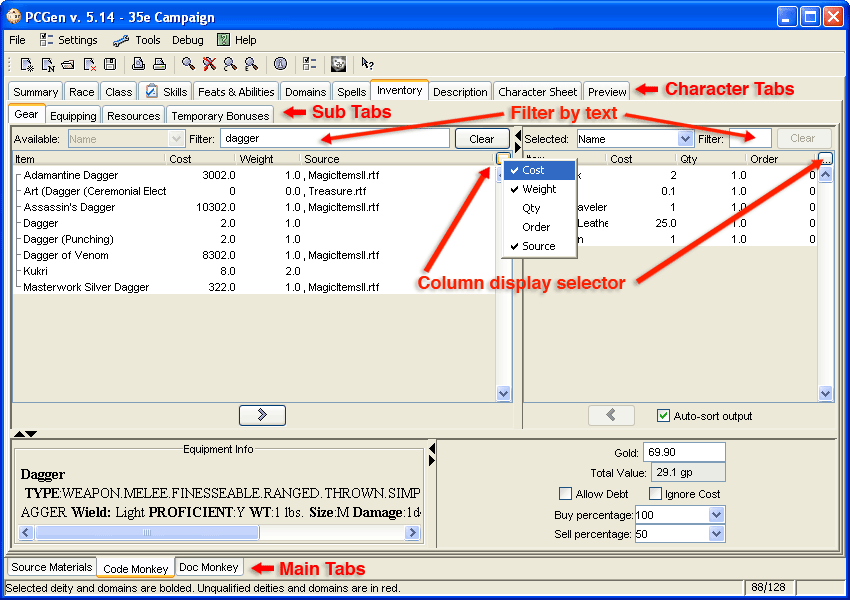 PCGen v. 5.14 - 35e Campaign
File Settings Tools Debug Help
Summary Race Class Skills Feats & Abilities Domains Spells Inventory Description Character Sheet Preview Character Tabs
Gear Equipping Resources Temporary Bonuses Sub Tabs Filter by text
Available: Name Filter: dagger Clear Selected: Name Filter: Clear
Item Cost Weight Source Cost Qty Order ...
Adamantine Dagger 3002.0 1.0 , MagicItemsII.rtf Cost 2 1.0 0
Art (Dagger (Ceremonial Elect 0 0.0 , Treasure.rtf Weight 0.1 1.0 0
Assassin's Dagger 10302.0 1.0 , MagicItemsII.rtf Qty aveler 1 1.0 0
Dagger 2.0 1.0 Order Leathe 25.0 1.0 0
Dagger (Punching) 2.0 1.0 Source n 1 1.0 0
Dagger of Venom 8302.0 1.0 , MagicItemsII.rtf
Kukri 8.0 2.0
Masterwork Silver Dagger 322.0 1.0 , MagicItemsII.rtf
Column display selector
Auto-sort output
Equipment Info
Dagger
TYPE:WEAPON.MELEE.FINESSEABLE.RANGED.THROWN.SIMP
AGGER Wield: Light PROFICIENT:Y WT:1 lbs. Size:M Damage:1d
Gold: 69.90
Total Value: 29.1 gp
Allow Debt Ignore Cost
Buy percentage: 100
Sell percentage: 50
Source Materials Code Monkey Doc Monkey Main Tabs
Selected deity and domains are bolded. Unqualified deities and domains are in red. 88/128